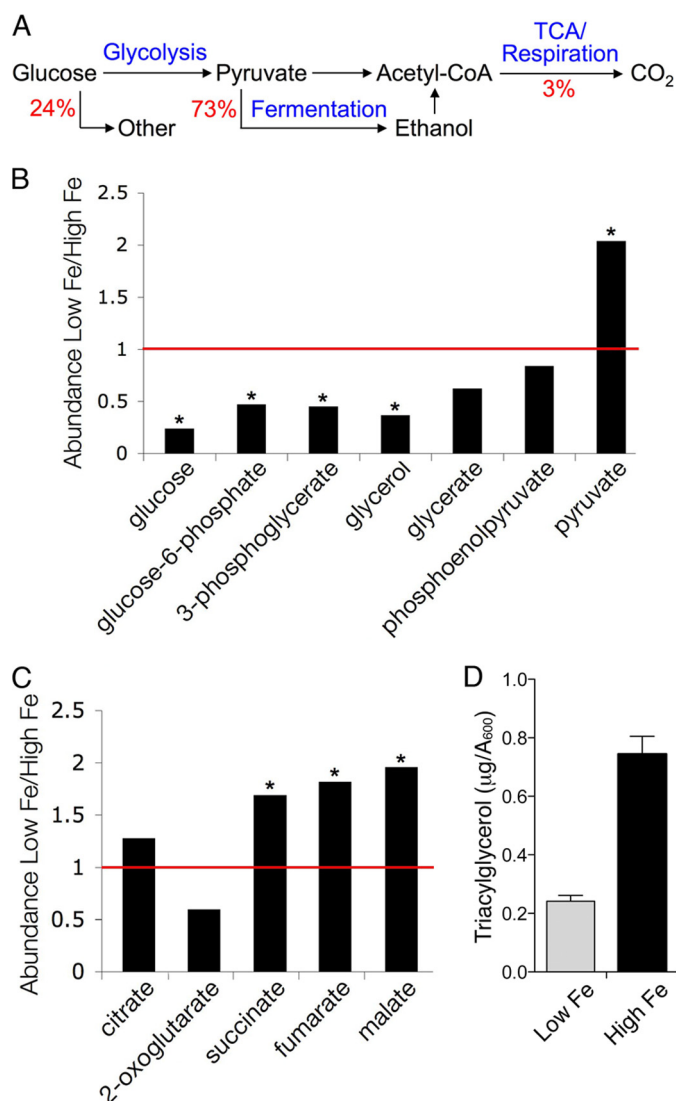 A
Glucose Glycolysis Pyruvate Acetyl-CoA TCA/
Respiration CO2
24% 73% Fermentation 3%
Other Ethanol
B
Abundance Low Fe/High Fe
2.5
2
1.5
1
0.5
0
* * * * *
glucose
glucose-6-phosphate
3-phosphoglycerate
glycerol
glycerate
phosphoenolpyruvate
pyruvate
C
Abundance Low Fe/High Fe
2.5
2
1.5
1
0.5
0
* * *
citrate
2-oxoglutarate
succinate
fumarate
malate
D
Triacylglycerol (μg/A600)
1.0
0.8
0.6
0.4
0.2
0.0
Low Fe
High Fe